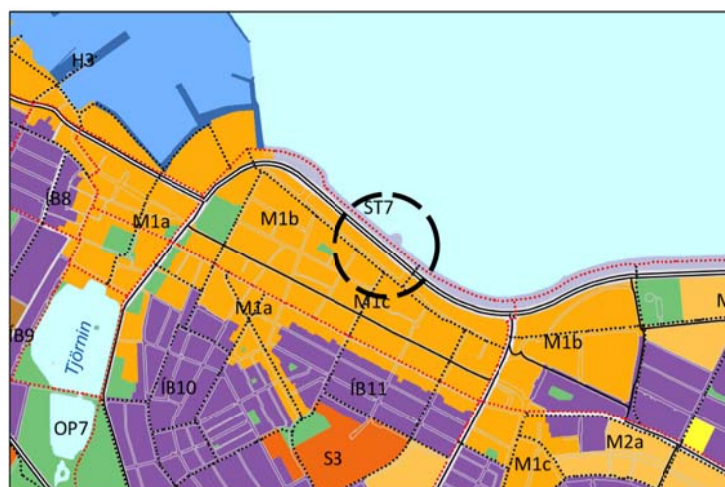 H3
ST7
ÍB8
M1a
M1b
M1a
M1c
M
M1b
ÍB9
Tjörnin
ÍB10
ÍB11
OP7
S3
M1c
M2a